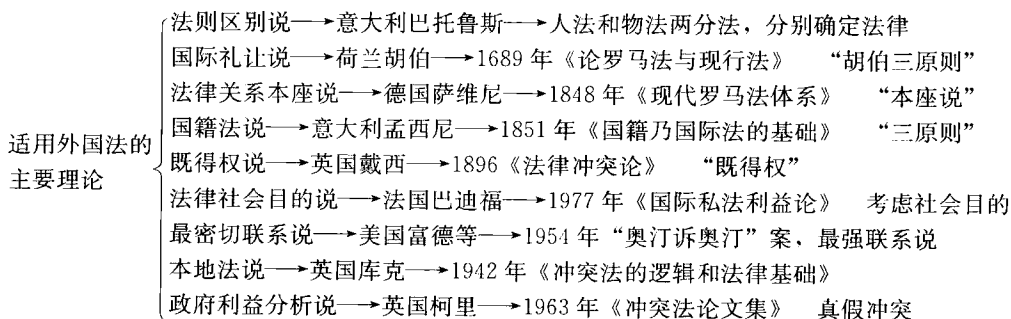 法则区别说→意大利巴托鲁斯→人法和物法两分法，分别确定法律
国际礼让说→荷兰胡伯→1689年《论罗马法与现行法》 “胡伯三原则”
法律关系本座说→德国萨维尼→1848年《现代罗马法体系》 “本座说”
国籍法说→意大利孟西尼→1851年《国籍乃国际法的基础》 “三原则”
适用外国法的主要理论
既得权说→英国戴西→1896《法律冲突论》 “既得权”
法律社会目的说→法国巴迪福→1977年《国际私法利益论》 考虑社会目的
最密切联系说→美国富德等→1954年“奥汀诉奥汀”案，最强联系说
本地法说→英国库克→1942年《冲突法的逻辑和法律基础》
政府利益分析说→英国柯里→1963年《冲突法论文集》 真假冲突